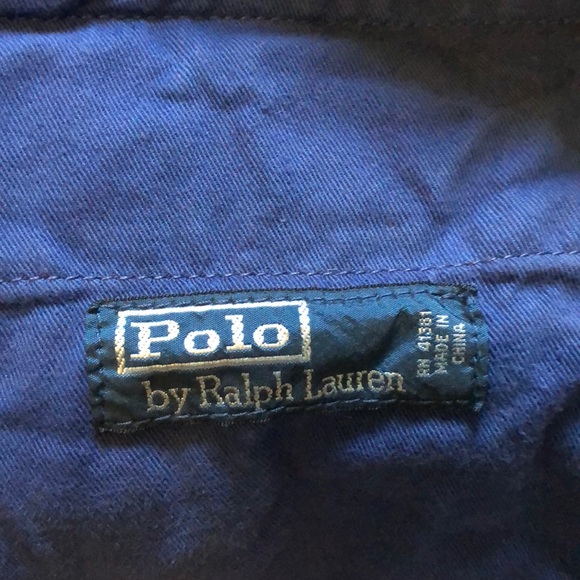 Polo
by Ralph Lauren
RN 41381
MADE IN
CHINA